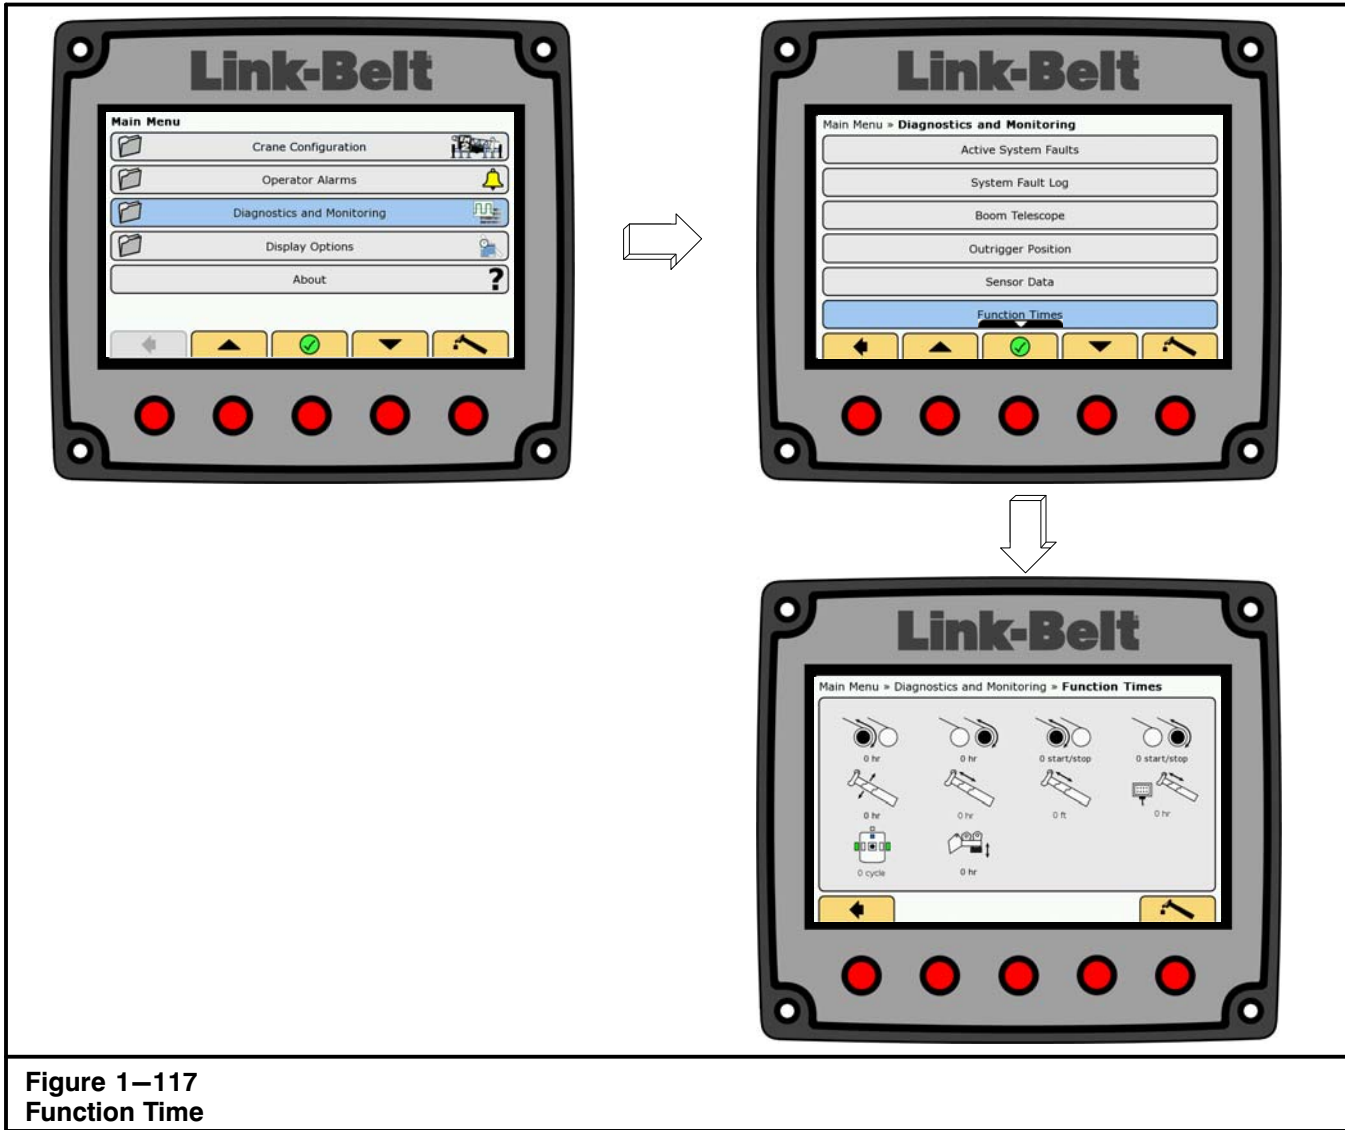 Link-Belt
Main Menu
Crane Configuration
Operator Alarms
Diagnostics and Monitoring
Display Options
About
?
Link-Belt
Main Menu » Diagnostics and Monitoring
Active System Faults
System Fault Log
Boom Telescope
Outrigger Position
Sensor Data
Function Times
Link-Belt
Main Menu » Diagnostics and Monitoring » Function Times
0 hr
0 hr
0 start/stop
0 start/stop
0 hr
0 hr
0 ft
0 hr
0 cycle
0 hr
Figure 1—117
Function Time